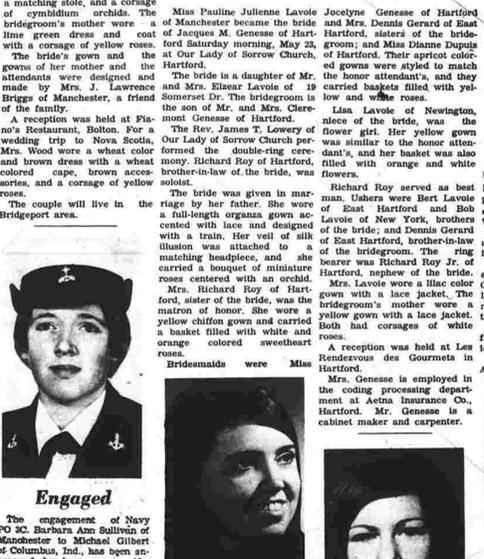 a matching stole, and a corsage
of cymbidium orchids. The
bridegroom's mother wore a
lime green dress and coat
with a corsage of yellow roses.
The bride's gown and the
gowns of her mother and the
attendants were designed and
made by Mrs. J. Lawrence
Briggs of Manchester, a friend
of the family.
A reception was held at Fia-
no's Restaurant, Bolton. For a
wedding trip to Nova Scotia,
Mrs. Wood wore a wheat color
and brown dress with a wheat
colored cape, brown acces-
sories, and a corsage of yellow
roses.
The couple will live in the
Bridgeport area.
Engaged
The engagement of Navy
PO 3C. Barbara Ann Sullivan of
Manchester to Michael Gilbert
of Columbus, Ind., has been an-
Miss Pauline Julienne Lavoie
of Manchester became the bride
of Jacques M. Genesse of Hart-
ford Saturday morning, May 23,
at Our Lady of Sorrow Church,
Hartford.
The bride is a daughter of Mr.
and Mrs. Elzear Lavoie of 19
Somerset Dr. The bridegroom is
the son of Mr. and Mrs. Clere-
mont Genesse of Hartford.
The Rev. James T, Lowery of
Our Lady of Sorrow Church per-
formed the double-ring cere-
mony. Richard Roy of Hartford,
brother-in-law of the bride, was
soloist.
The bride was given in mar-
riage by her father. She wore
a full-length organza gown ac-
cented with lace and designed
with a train. Her veil of silk
illusion was attached to a
matching headpiece, and she
carried a bouquet of miniature
roses centered with an orchid.
Mrs. Richard Roy of Hart-
ford, sister of the bride, was the
matron of honor. She wore a
yellow chiffon gown and carried
a basket filled with white and
orange colored sweetheart
roses.
Bridesmaids were Miss
Jocelyne Genesse of Hartford
and Mrs. Dennis Gerard of East
Hartford, sisters of the bride-
groom; and Miss Dianne Dupuis
of Hartford. Their apricot color-
ed gowns were styled to match
the honor attendant's, and they
carried baskets filled with yel-
low and white roses.
Lisa Lavoie of Newington,
niece of the bride, was the
flower girl. Her yellow gown
was similar to the honor atten-
dant's, and her basket was also
filled with orange and white
flowers.
Richard Roy served as best
man. Ushers were Bert Lavoie
of East Hartford and Bob
Lavoie of New York, brothers
of the bride; and Dennis Gerard
of East Hartford, brother-in-law
of the bridegroom. The ring
bearer was Richard Roy Jr. of
Hartford, nephew of the bride.
Mrs. Lavoie wore a lilac color
gown with a lace jacket. The
bridegroom's mother wore a
yellow gown with a lace jacket.
Both had corsages of white
roses.
A reception was held at Les
Rendezvous des Gourmets in
Hartford.
Mrs. Genesse is employed in
the coding processing depart-
ment at Aetna Insurance Co.,
Hartford. Mr. Genesse is a
cabinet maker and carpenter.